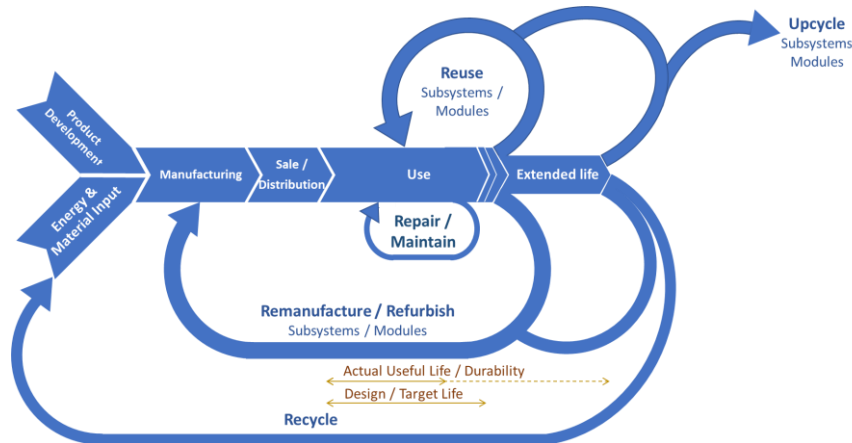 Upcycle
Subsystems
Modules
Reuse
Subsystems /
Modules
Product
Development
Energy &
Material Input
Manufacturing
Sale /
Distribution
Use
Extended life
Repair /
Maintain
Remanufacture / Refurbish
Subsystems / Modules
Actual Useful Life / Durability
Design / Target Life
Recycle